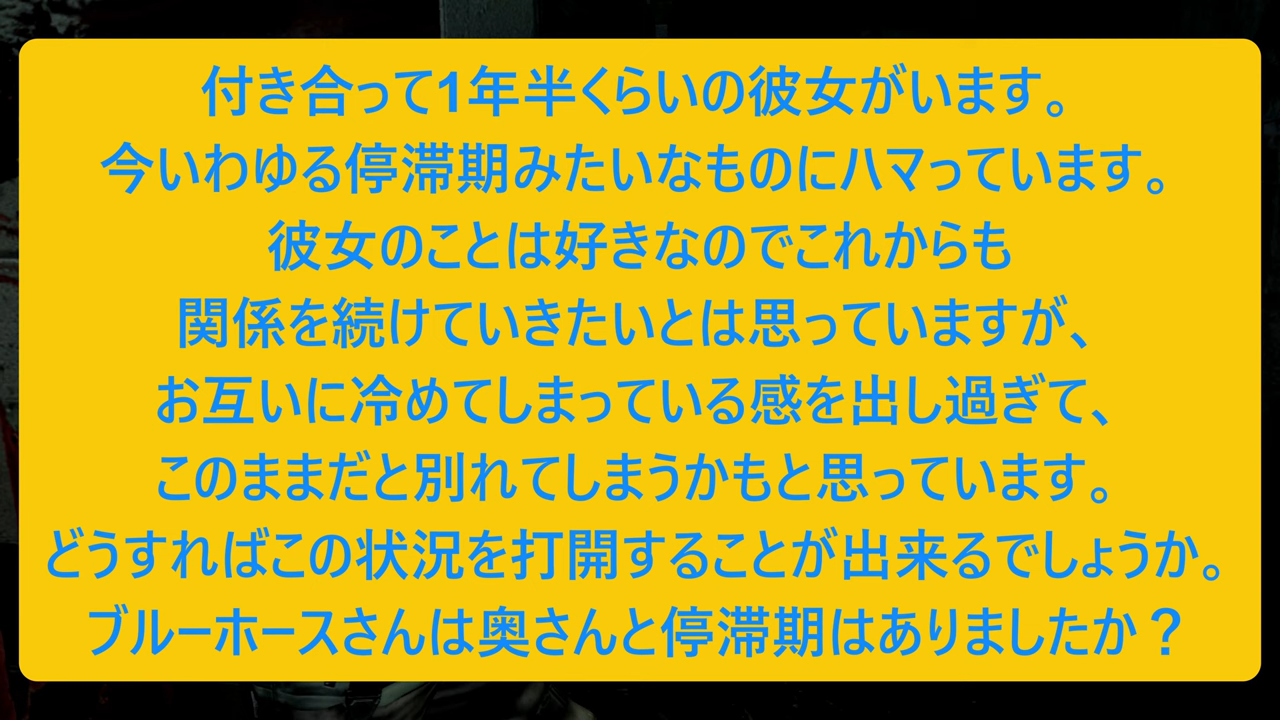 付き合って1年半くらいの彼女がいます。
今いわゆる停滞期みたいなものにハマっています。
彼女のことは好きなのでこれからも
関係を続けていきたいとは思っていますが、
お互いに冷めてしまっている感を出し過ぎて、
このままだと別れてしまうかもと思っています。
どうすればこの状況を打開することが出来るでしょうか。
ブルーホースさんは奥さんと停滞期はありましたか？